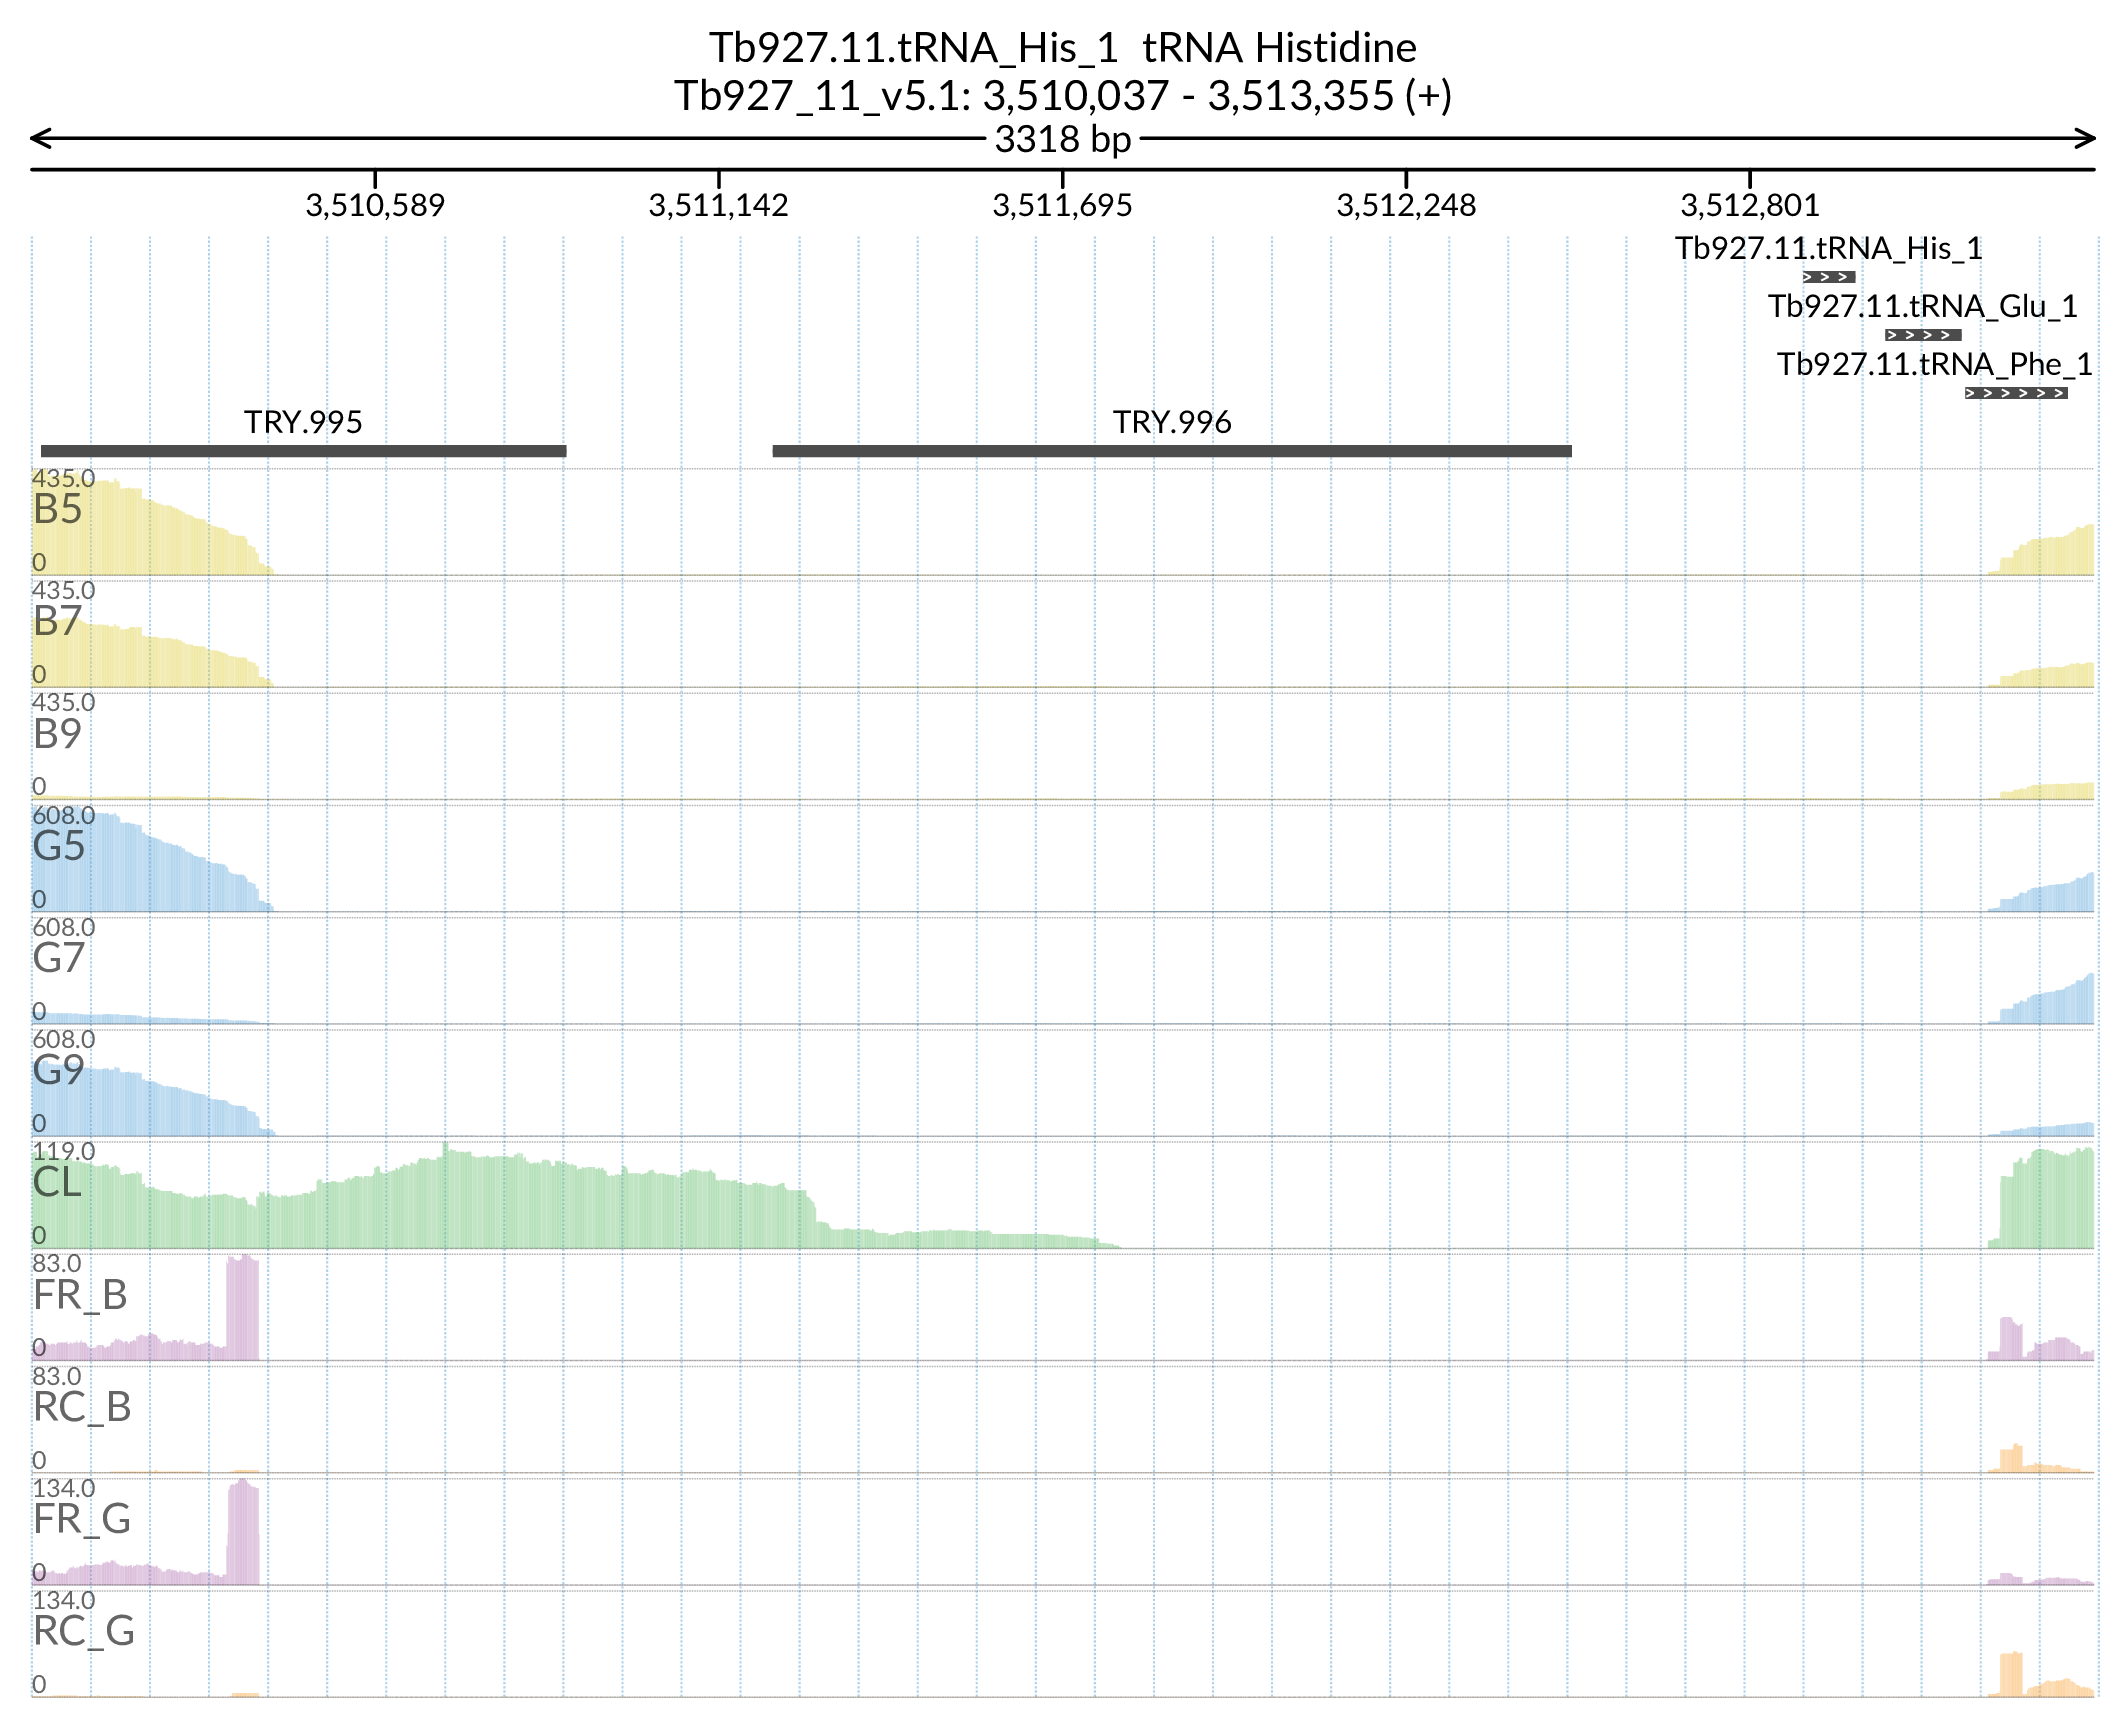 Tb927.11.tRNA_His_1 tRNA Histidine
Tb927_11_v5.1: 3,510,037 - 3,513,355 (+)
3318 bp
3,510,589 3,511,142 3,511,695 3,512,248 3,512,801
Tb927.11.tRNA_His_1
> > >
Tb927.11.tRNA_Glu_1
> > > >
Tb927.11.tRNA_Phe_1
> > > > > >
TRY.995 TRY.996
435.0
B5
0
435.0
B7
0
435.0
B9
0
608.0
G5
0
608.0
G7
0
608.0
G9
0
119.0
CL
0
83.0
FR_B
0
83.0
RC_B
0
134.0
FR_G
0
134.0
RC_G
0